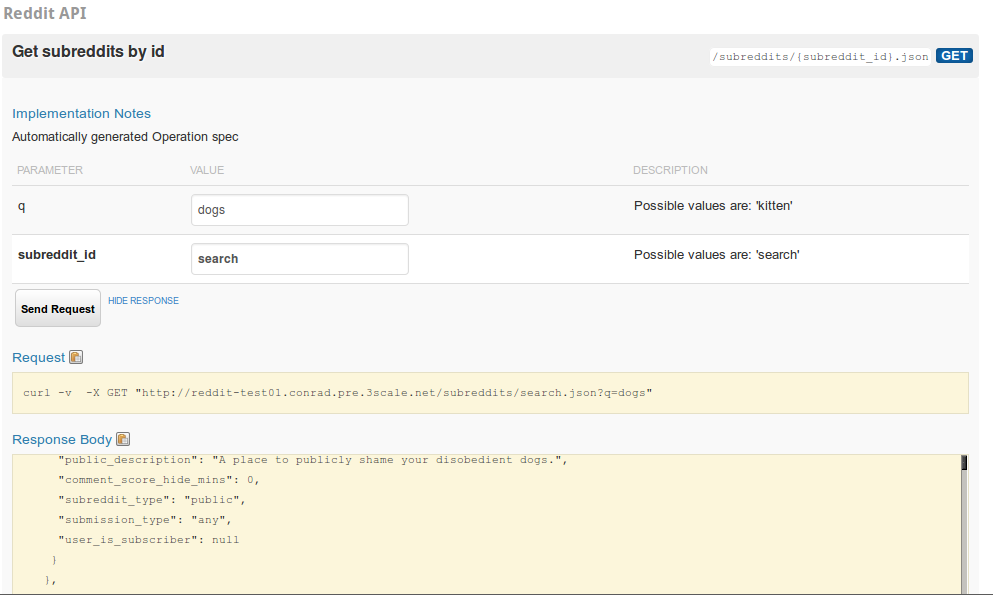 Reddit API
Get subreddits by id
/subreddits/{subreddit_id}.json GET
Implementation Notes
Automatically generated Operation spec
PARAMETER VALUE DESCRIPTION
q dogs Possible values are: 'kitten'
subreddit_id search Possible values are: 'search'
Send Request HIDE RESPONSE
Request
curl -v  -X GET "http://reddit-test01.conrad.pre.3scale.net/subreddits/search.json?q=dogs"
Response Body
"public_description": "A place to publicly shame your disobedient dogs.",
"comment_score_hide_mins": 0,
"subreddit_type": "public",
"submission_type": "any",
"user_is_subscriber": null
}
},